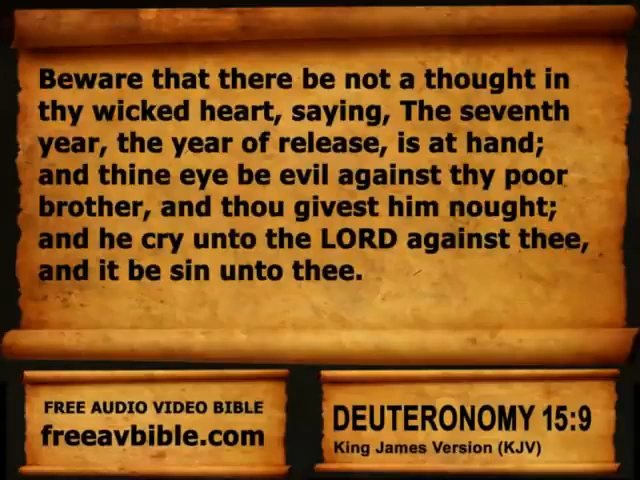 Beware that there be not a thought in
thy wicked heart, saying, The seventh
year, the year of release, is at hand;
and thine eye be evil against thy poor
brother, and thou givest him nought;
and he cry unto the LORD against thee,
and it be sin unto thee.
FREE AUDIO VIDEO BIBLE
freeavbible.com
DEUTERONOMY 15:9
King James Version (KJV)